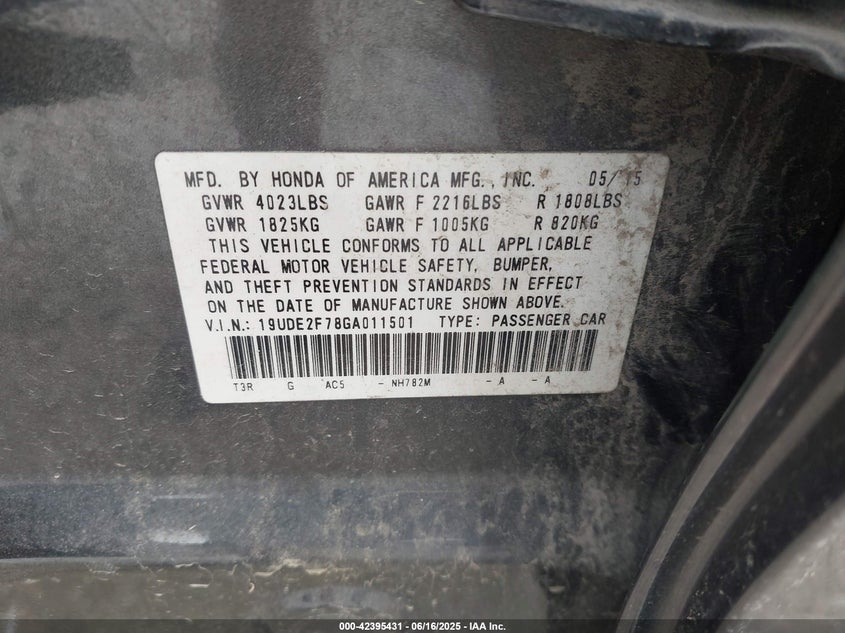 MFD. BY HONDA OF AMERICA MFG., INC. 05/15
GVWR 4023LBS GAWR F 2216LBS R 1808LBS
GVWR 1825KG GAWR F 1005KG R 820KG
THIS VEHICLE CONFORMS TO ALL APPLICABLE
FEDERAL MOTOR VEHICLE SAFETY, BUMPER,
AND THEFT PREVENTION STANDARDS IN EFFECT
ON THE DATE OF MANUFACTURE SHOWN ABOVE.
V.I.N.: 19UDE2F78GA011501 TYPE: PASSENGER CAR
T3R G AC5 - NH782M - A - A
000-42395431 - 06/16/2025 - IAA Inc.